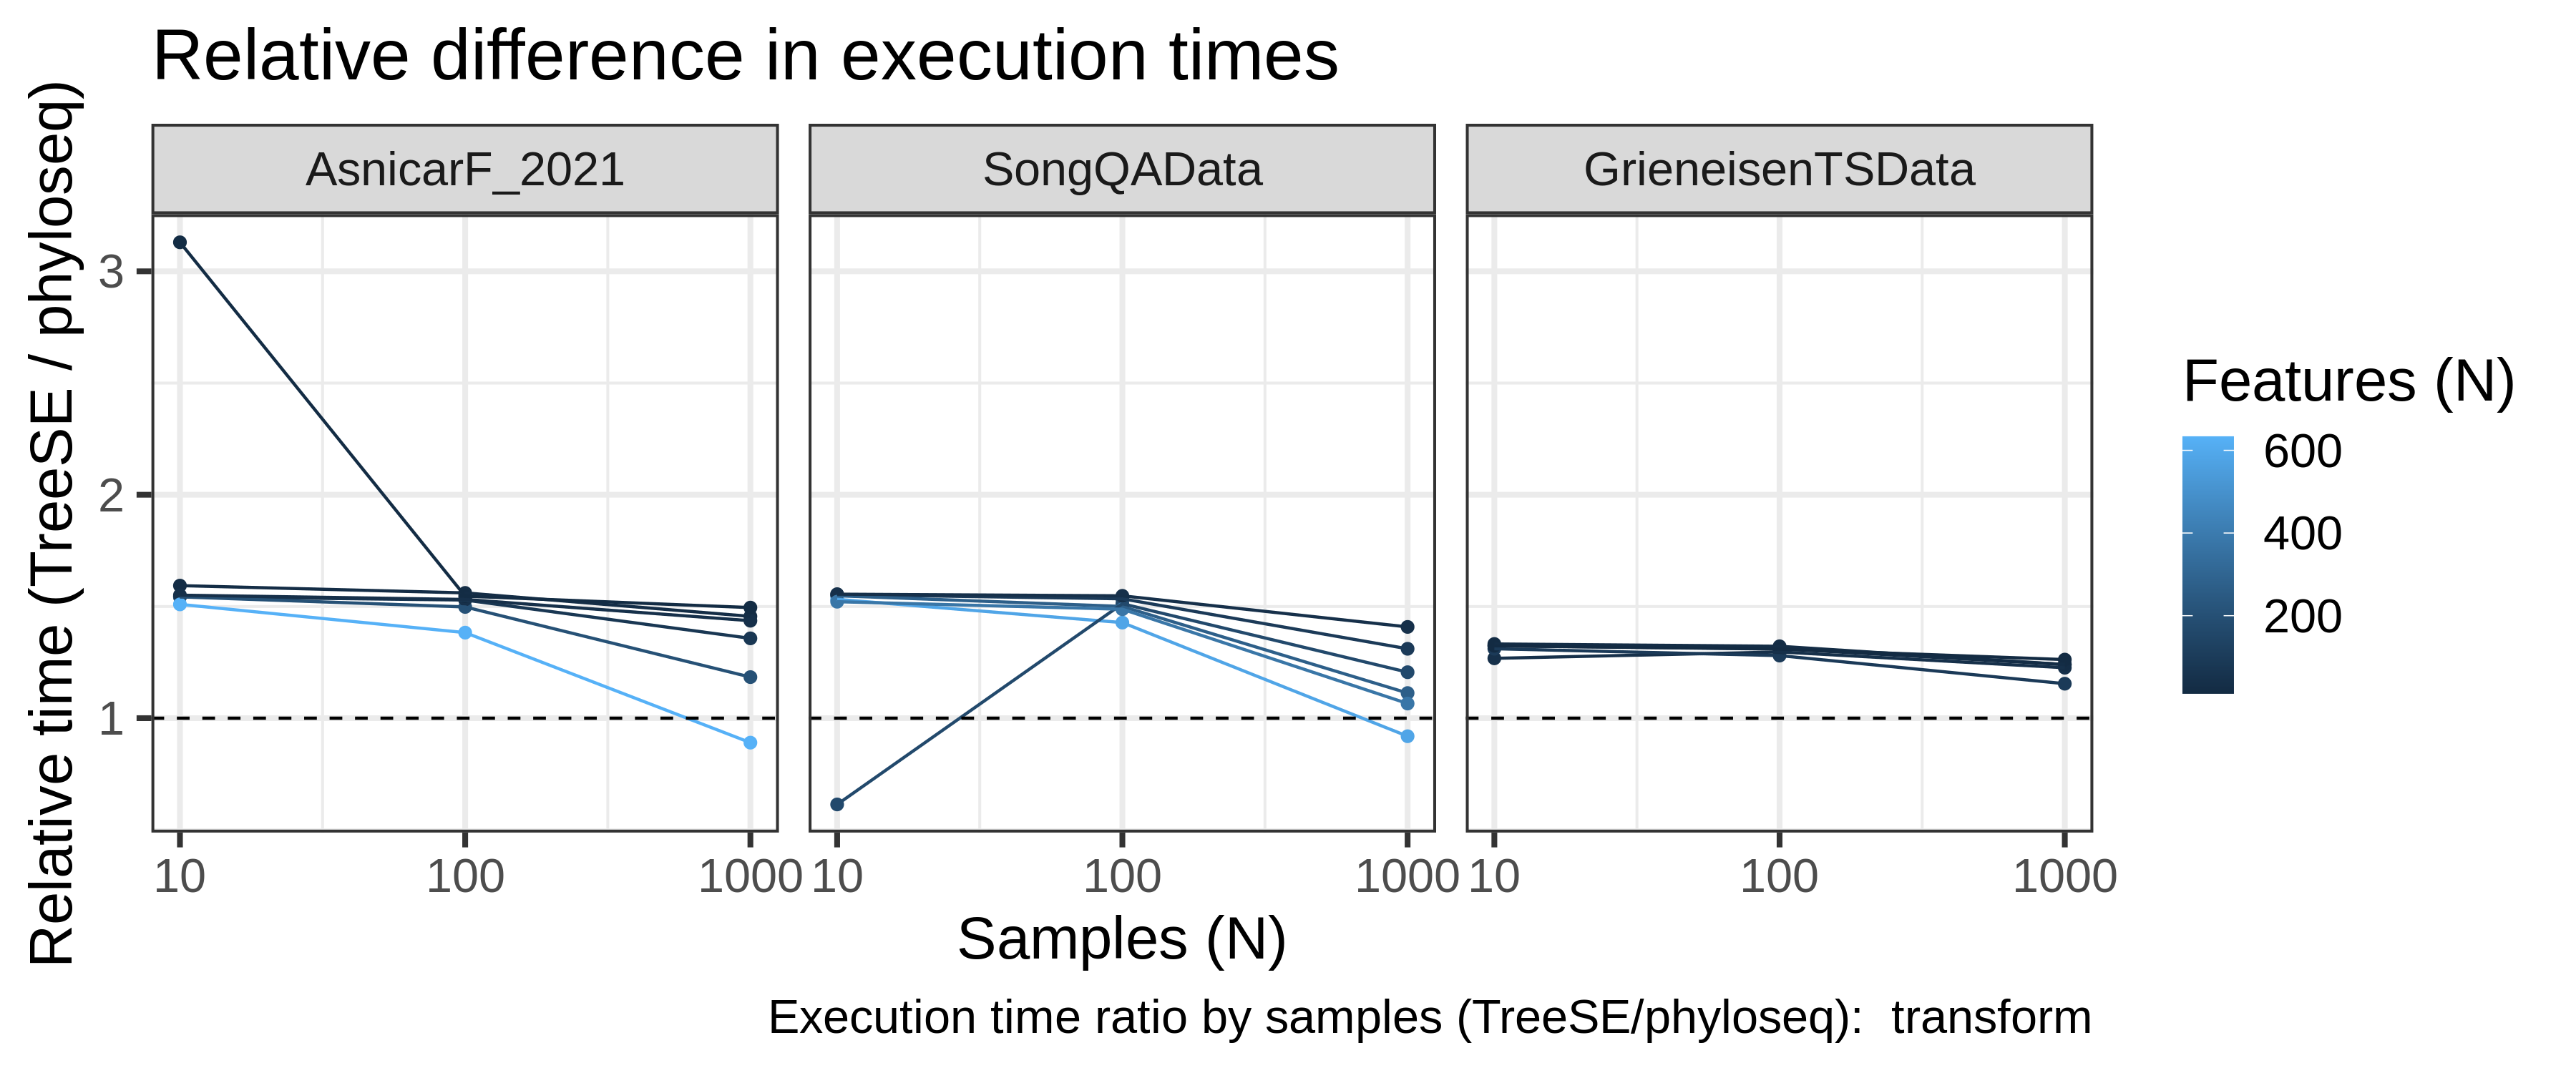 Relative difference in execution times
Relative time (TreeSE / phyloseq)
AsnicarF_2021
SongQAData
GrieneisenTSData
3
2
1
10 100 1000
10 100 1000
10 100 1000
Samples (N)
Features (N)
600
400
200
Execution time ratio by samples (TreeSE/phyloseq):  transform